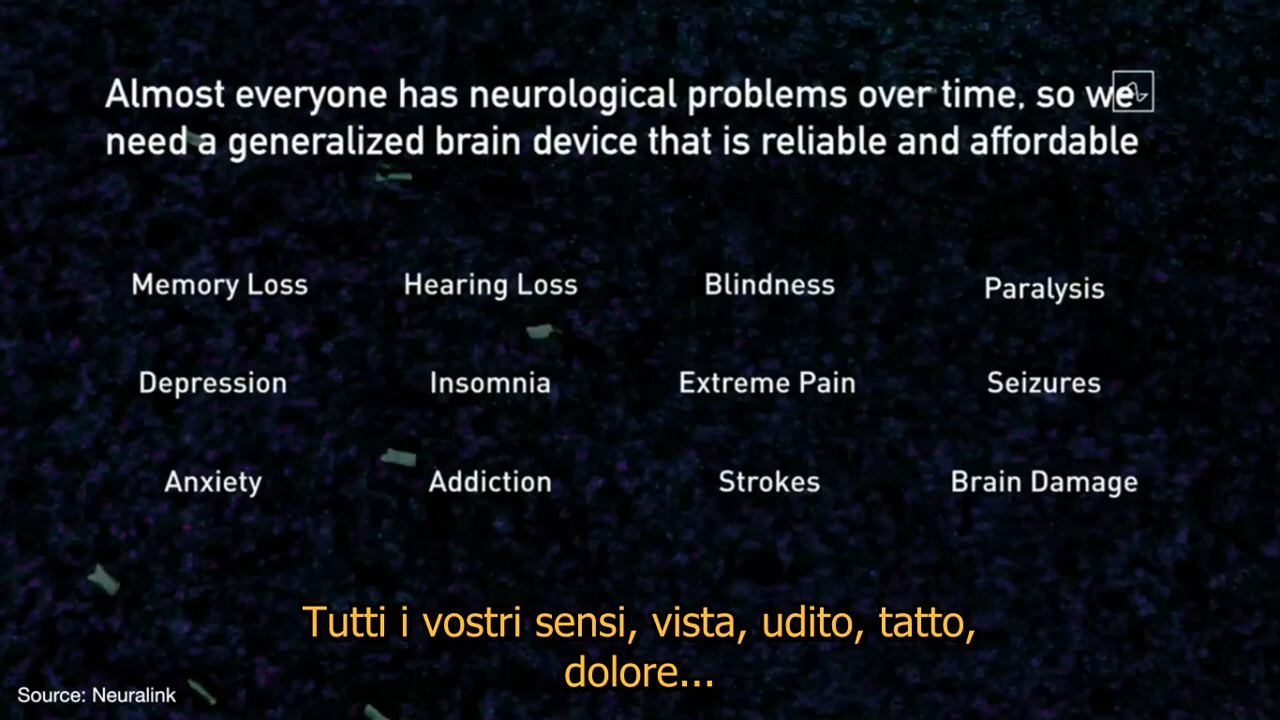 Almost everyone has neurological problems over time, so we
need a generalized brain device that is reliable and affordable
Memory Loss Hearing Loss Blindness Paralysis
Depression Insomnia Extreme Pain Seizures
Anxiety Addiction Strokes Brain Damage
Tutti i vostri sensi, vista, udito, tatto,
dolore...
Source: Neuralink